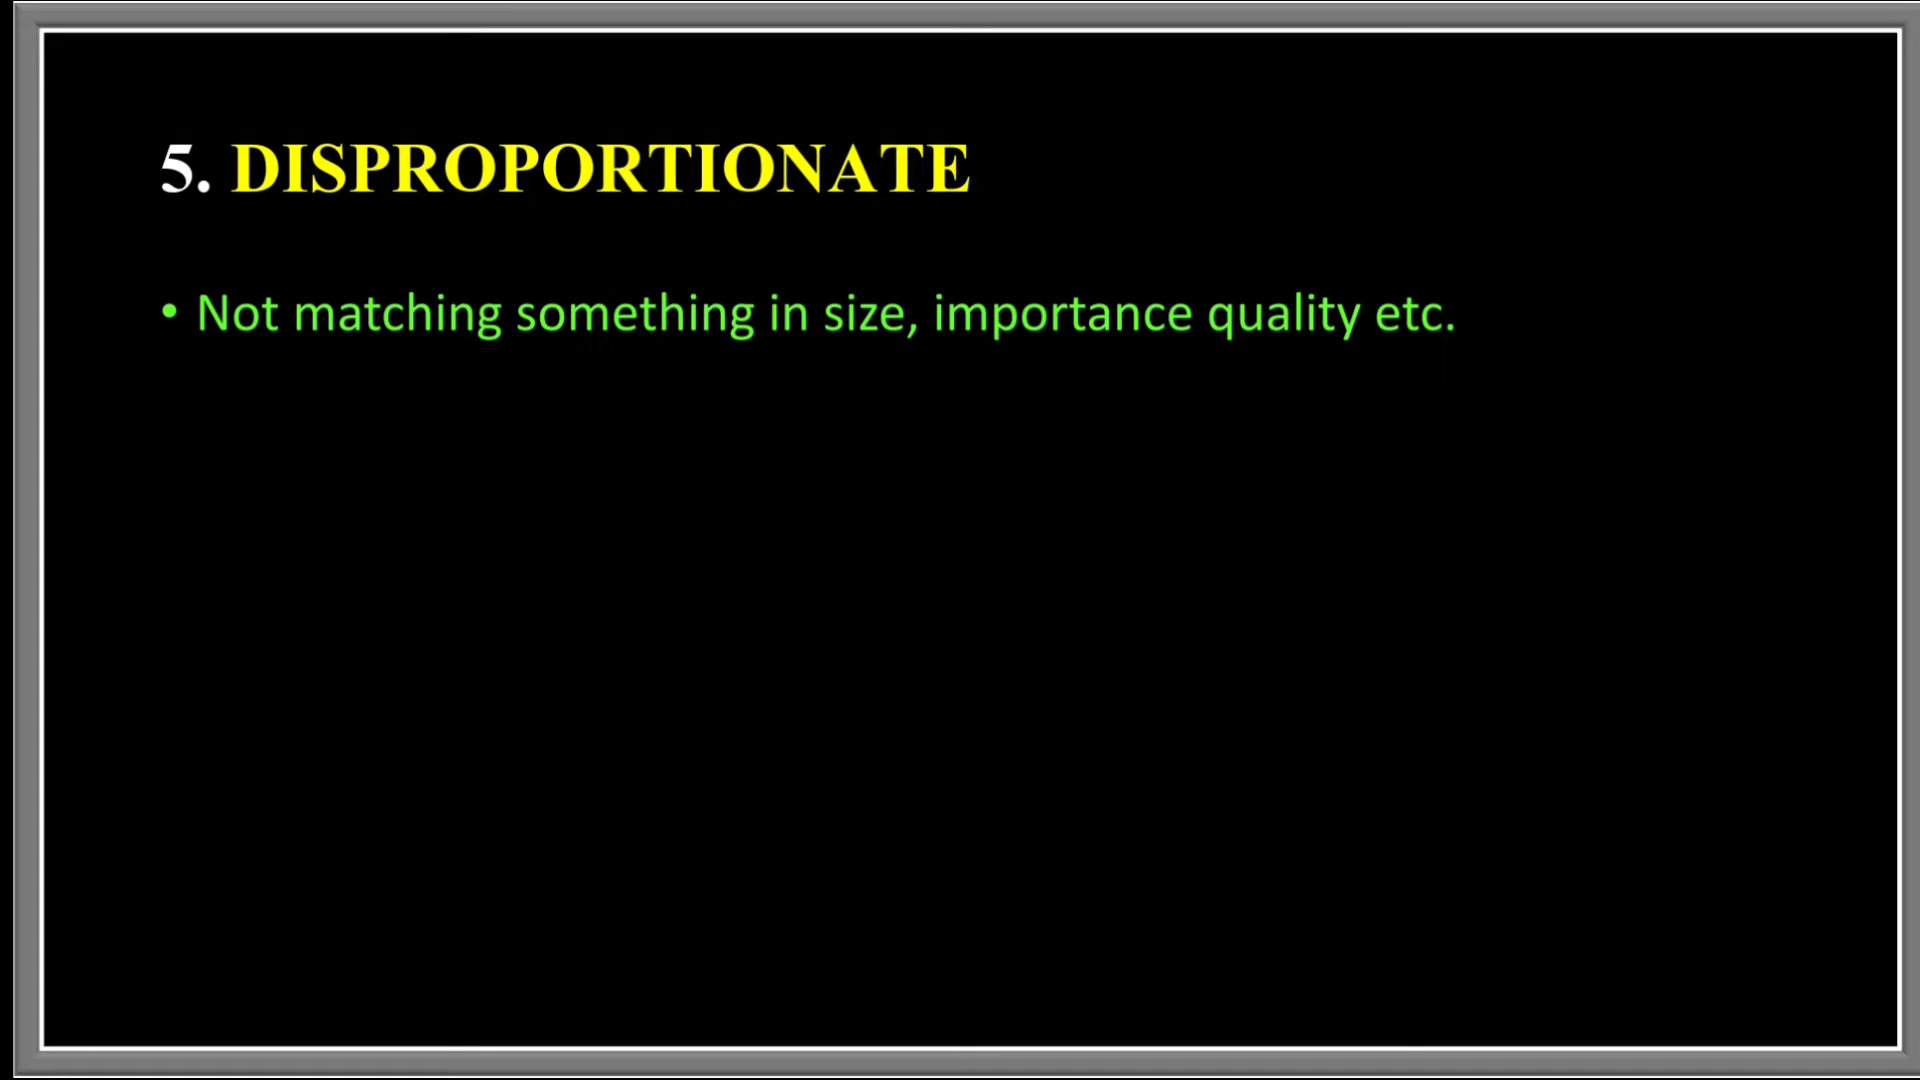 5. DISPROPORTIONATE
• Not matching something in size, importance quality etc.